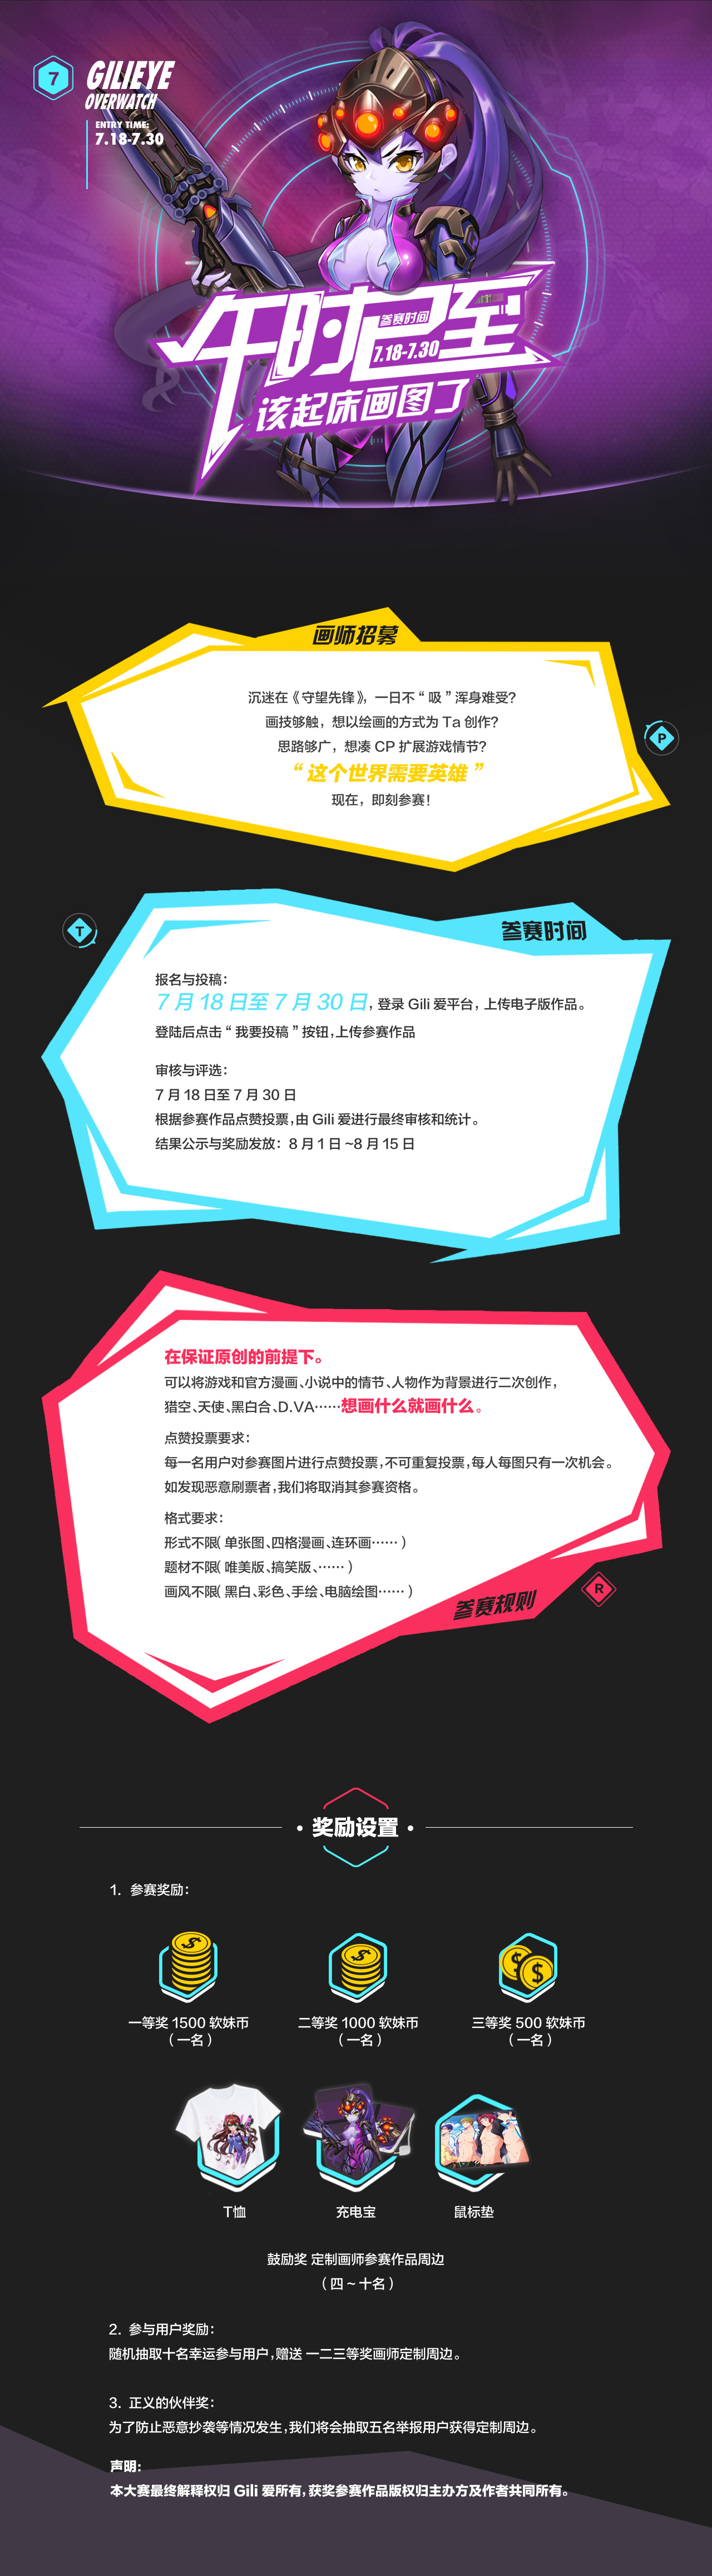 7
GILIEYE
OVERWATCH
ENTRY TIME:
7.18-7.30
午时已至
参赛时间
7.18-7.30
该起床画图了
画师招募
沉迷在《守望先锋》，一日不“吸”浑身难受？
画技够触，想以绘画的方式为 Ta 创作？
思路够广，想凑 CP 扩展游戏情节？
“这个世界需要英雄”
现在，即刻参赛！
P
T
参赛时间
报名与投稿：
7 月 18 日至 7 月 30 日，登录 Gili 爱平台，上传电子版作品。
登陆后点击“我要投稿”按钮，上传参赛作品
审核与评选：
7 月 18 日至 7 月 30 日
根据参赛作品点赞投票，由 Gili 爱进行最终审核和统计。
结果公示与奖励发放：8 月 1 日 ~8 月 15 日
在保证原创的前提下。
可以将游戏和官方漫画、小说中的情节、人物作为背景进行二次创作，
猎空、天使、黑白合、D.VA……想画什么就画什么。
点赞投票要求：
每一名用户对参赛图片进行点赞投票，不可重复投票，每人每图只有一次机会。
如发现恶意刷票者，我们将取消其参赛资格。
格式要求：
形式不限（单张图、四格漫画、连环画……）
题材不限（唯美版、搞笑版、……）
画风不限（黑白、彩色、手绘、电脑绘图……）
参赛规则
R
• 奖励设置 •
1. 参赛奖励：
一等奖 1500 软妹币
（一名）
二等奖 1000 软妹币
（一名）
三等奖 500 软妹币
（一名）
T恤
充电宝
鼠标垫
鼓励奖 定制画师参赛作品周边
（四 ~ 十名）
2. 参与用户奖励：
随机抽取十名幸运参与用户，赠送 一二三等奖画师定制周边。
3. 正义的伙伴奖：
为了防止恶意抄袭等情况发生，我们将会抽取五名举报用户获得定制周边。
声明：
本大赛最终解释权归 Gili 爱所有，获奖参赛作品版权归主办方及作者共同所有。